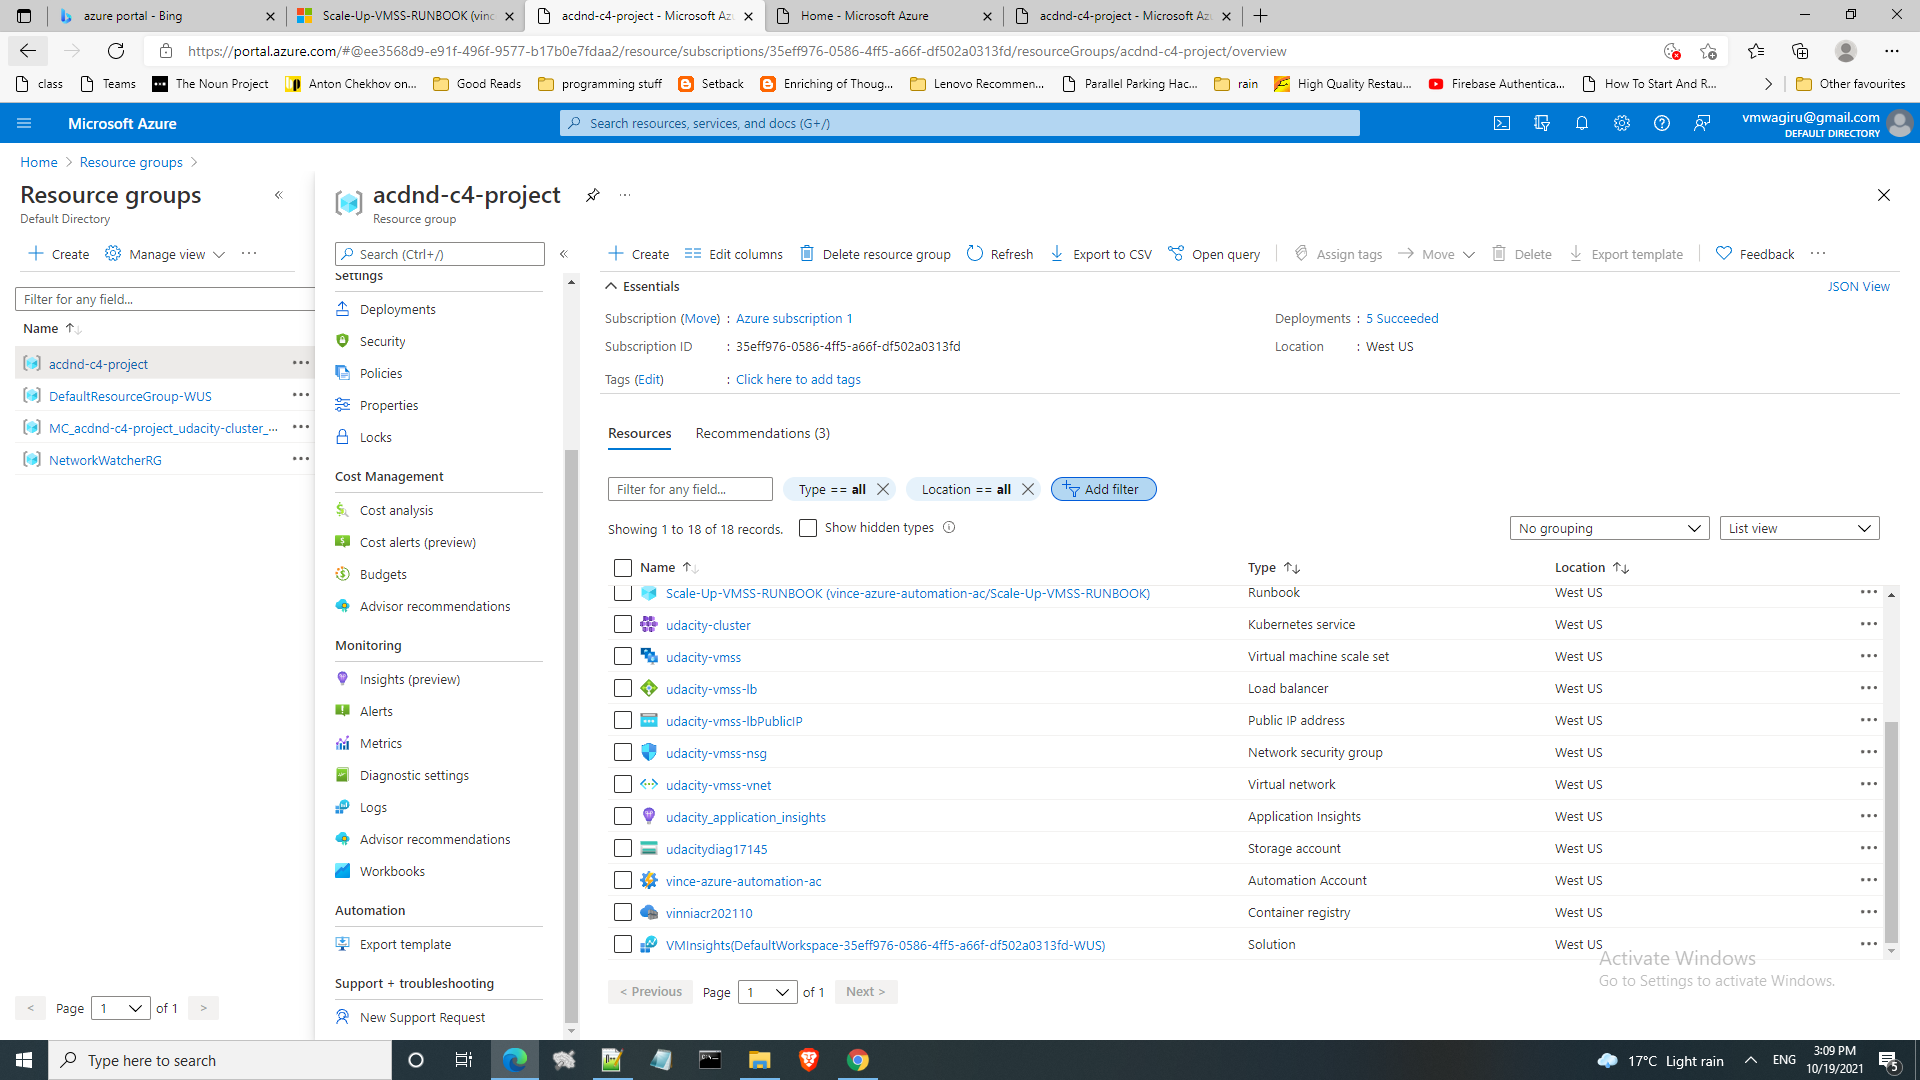 azure portal - Bing
Scale-Up-VMSS-RUNBOOK (vinc
acdnd-c4-project - Microsoft Az
Home - Microsoft Azure
acdnd-c4-project - Microsoft Az
https://portal.azure.com/#@ee3568d9-e91f-496f-9577-b17b0e7fdaa2/resource/subscriptions/35eff976-0586-4ff5-a66f-df502a0313fd/resourceGroups/acdnd-c4-project/overview
class
Teams
The Noun Project
Anton Chekhov on...
Good Reads
programming stuff
Setback
Enriching of Thoug...
Lenovo Recommen...
Parallel Parking Hac...
rain
High Quality Restau...
Firebase Authentica...
How To Start And R...
Other favourites
Microsoft Azure
Search resources, services, and docs (G+/)
vmwagiru@gmail.com
DEFAULT DIRECTORY
Home > Resource groups >
Resource groups
Default Directory
Create
Manage view
Filter for any field...
Name
acdnd-c4-project
DefaultResourceGroup-WUS
MC_acdnd-c4-project_udacity-cluster_...
NetworkWatcherRG
< Page 1 of 1 >
acdnd-c4-project
Resource group
Search (Ctrl+/)
Settings
Deployments
Security
Policies
Properties
Locks
Cost Management
Cost analysis
Cost alerts (preview)
Budgets
Advisor recommendations
Monitoring
Insights (preview)
Alerts
Metrics
Diagnostic settings
Logs
Advisor recommendations
Workbooks
Automation
Export template
Support + troubleshooting
New Support Request
Create
Edit columns
Delete resource group
Refresh
Export to CSV
Open query
Assign tags
Move
Delete
Export template
Feedback
Essentials
JSON View
Subscription (Move) : Azure subscription 1
Deployments : 5 Succeeded
Subscription ID : 35eff976-0586-4ff5-a66f-df502a0313fd
Location : West US
Tags (Edit) : Click here to add tags
Resources
Recommendations (3)
Filter for any field...
Type == all
Location == all
Add filter
Showing 1 to 18 of 18 records.
Show hidden types
No grouping
List view
Name Type Location
Scale-Up-VMSS-RUNBOOK (vince-azure-automation-ac/Scale-Up-VMSS-RUNBOOK) Runbook West US
udacity-cluster Kubernetes service West US
udacity-vmss Virtual machine scale set West US
udacity-vmss-lb Load balancer West US
udacity-vmss-lbPublicIP Public IP address West US
udacity-vmss-nsg Network security group West US
udacity-vmss-vnet Virtual network West US
udacity_application_insights Application Insights West US
udacitydiag17145 Storage account West US
vince-azure-automation-ac Automation Account West US
vinniacr202110 Container registry West US
VMInsights(DefaultWorkspace-35eff976-0586-4ff5-a66f-df502a0313fd-WUS) Solution West US
Activate Windows
Go to Settings to activate Windows.
< Previous Page 1 of 1 Next >
Type here to search
17°C Light rain
ENG
3:09 PM
10/19/2021
5